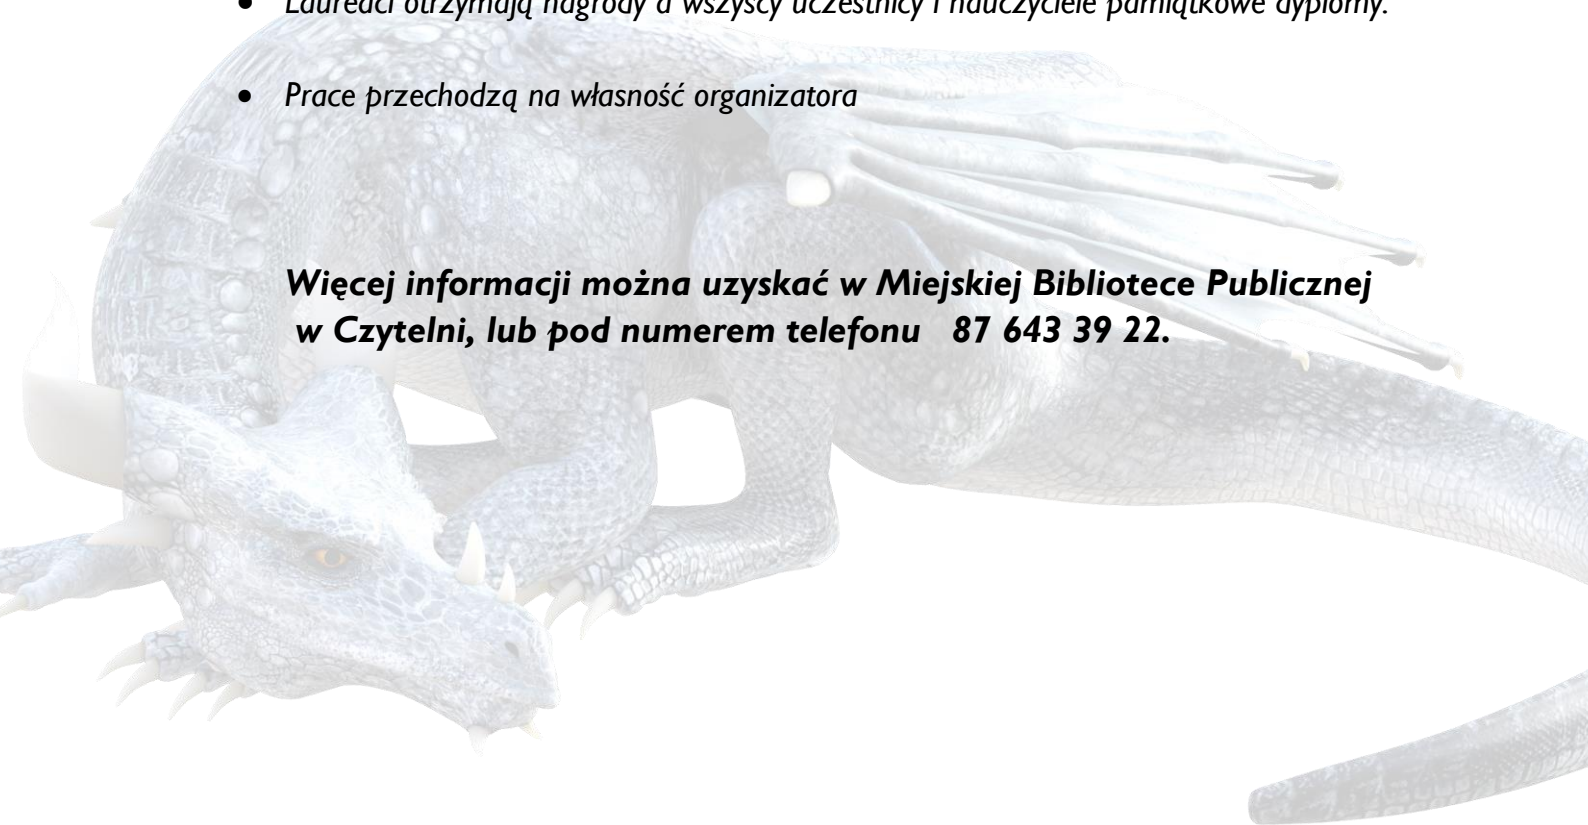 • Laureaci otrzymają nagrody a wszyscy uczestnicy i nauczyciele pamiątkowe dyplomy.
• Prace przechodzą na własność organizatora
Więcej informacji można uzyskać w Miejskiej Bibliotece Publicznej
w Czytelni, lub pod numerem telefonu 87 643 39 22.